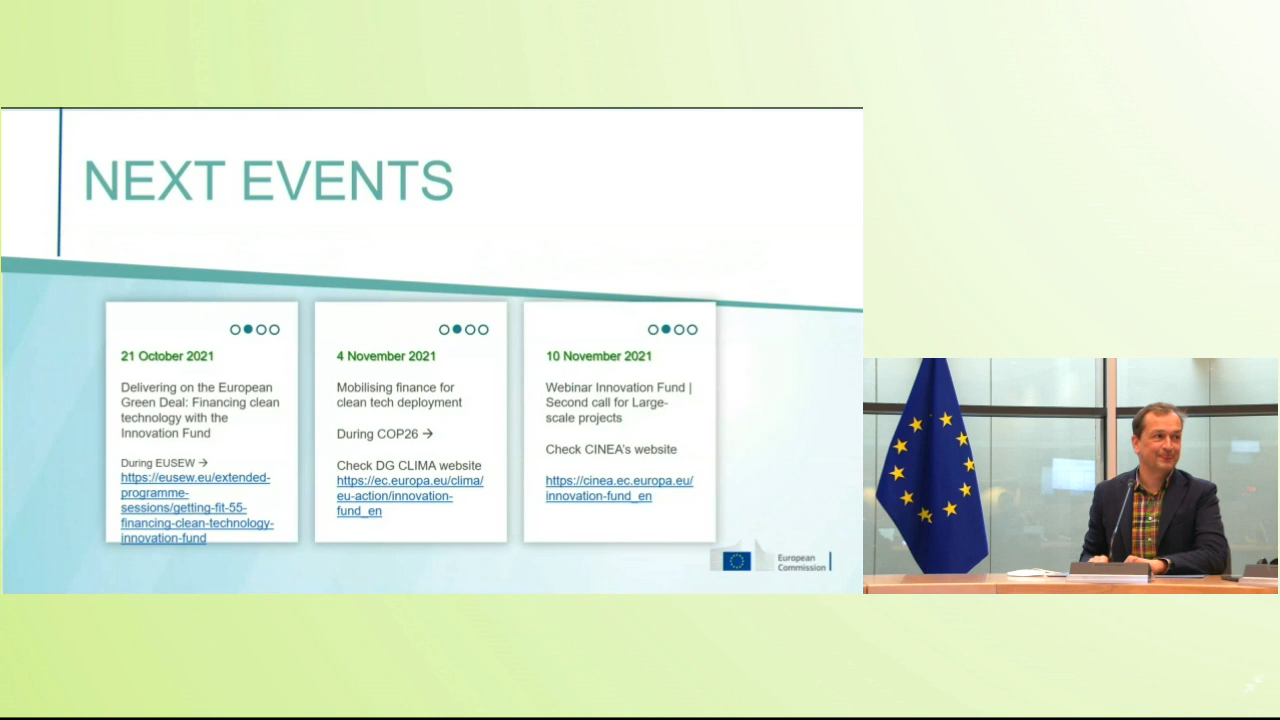 NEXT EVENTS
21 October 2021
Delivering on the European
Green Deal: Financing clean
technology with the
Innovation Fund
During EUSEW →
https://eusew.eu/extended-
programme-
sessions/getting-fit-55-
financing-clean-technology-
innovation-fund
4 November 2021
Mobilising finance for
clean tech deployment
During COP26 →
Check DG CLIMA website
https://ec.europa.eu/clima/
eu-action/innovation-
fund_en
10 November 2021
Webinar Innovation Fund |
Second call for Large-
scale projects
Check CINEA's website
https://cinea.ec.europa.eu/
innovation-fund_en
European
Commission